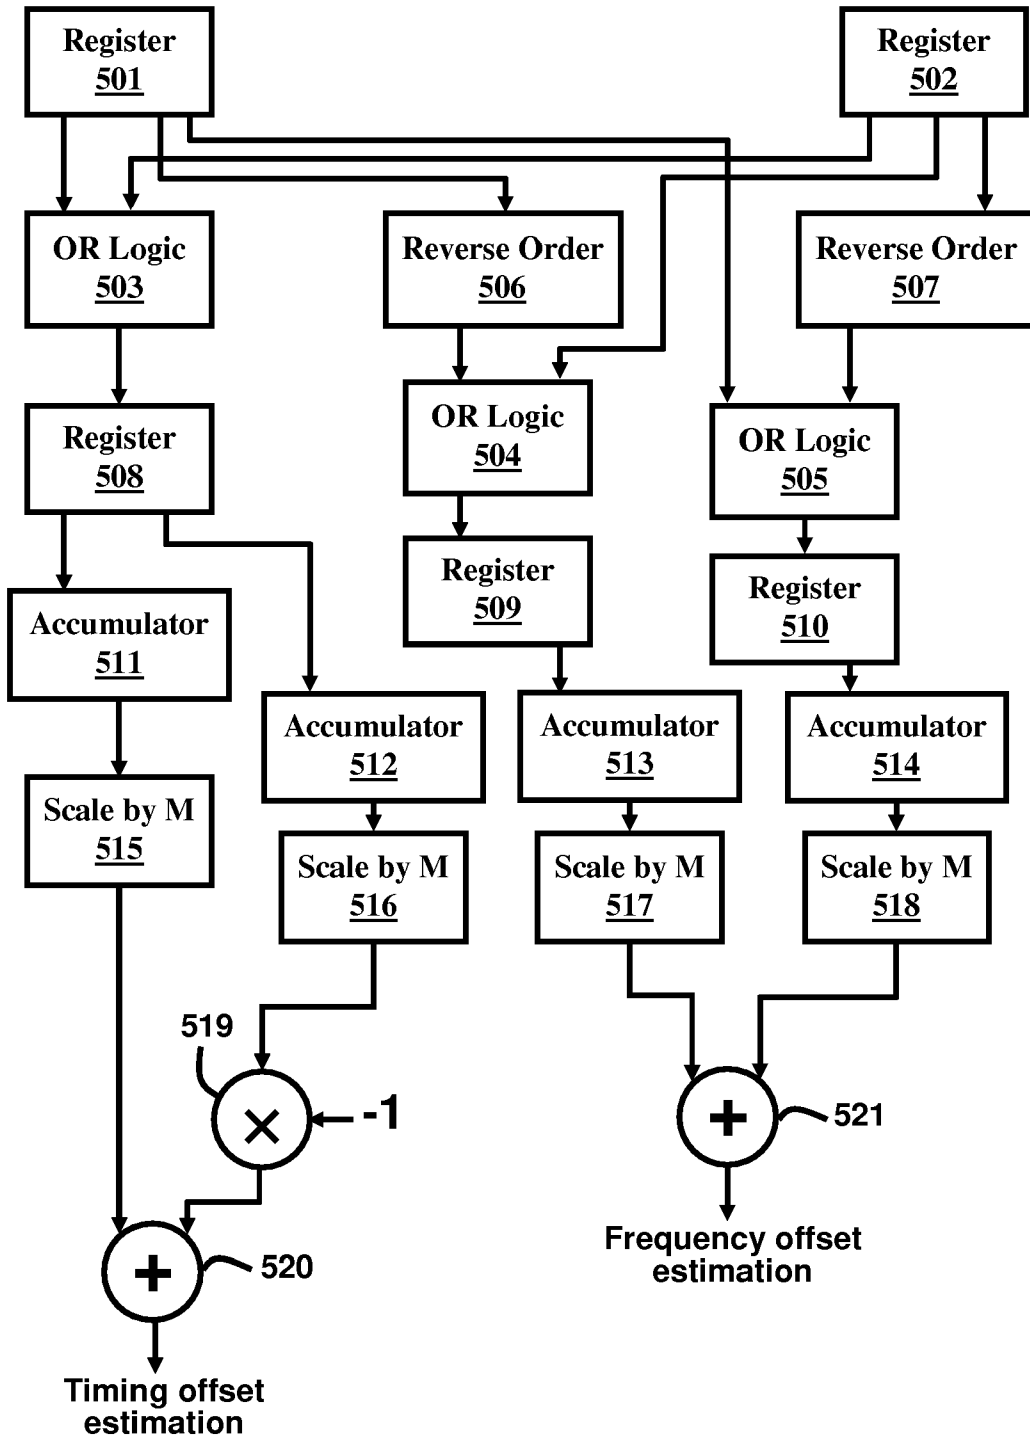 Register
501
Register
502
OR Logic
503
Reverse Order
506
Reverse Order
507
OR Logic
504
Register
508
OR Logic
505
Register
509
Register
510
Accumulator
511
Accumulator
512
Accumulator
513
Accumulator
514
Scale by M
515
Scale by M
516
Scale by M
517
Scale by M
518
519
×
-1
+
521
+
520
Frequency offset
estimation
Timing offset
estimation